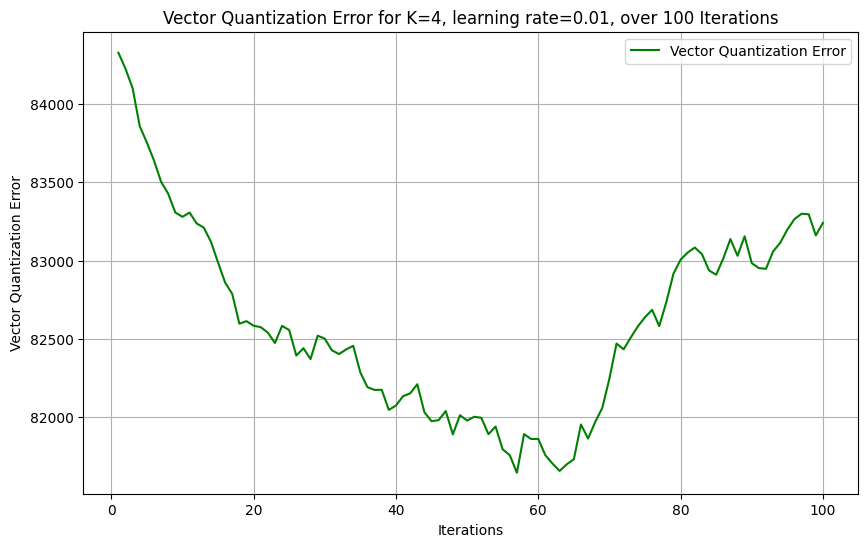 Vector Quantization Error for K=4, learning rate=0.01, over 100 Iterations
Vector Quantization Error
84000
83500
83000
82500
82000
Vector Quantization Error
0 20 40 60 80 100
Iterations